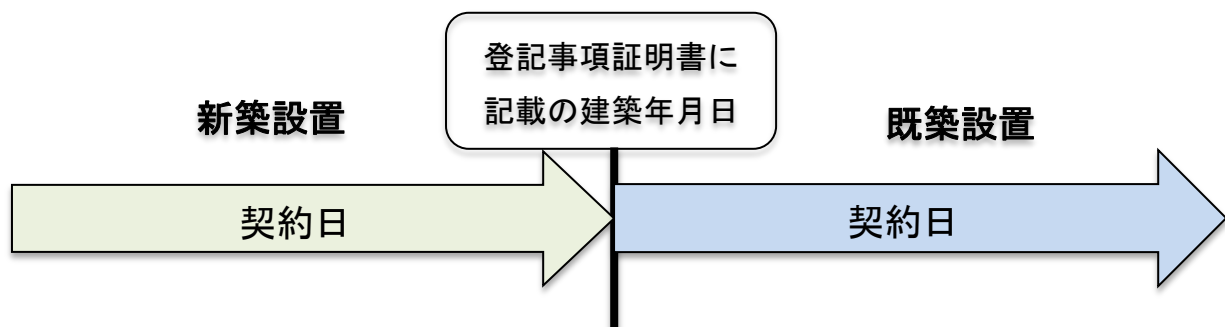 登記事項証明書に
記載の建築年月日
新築設置
既築設置
契約日
契約日